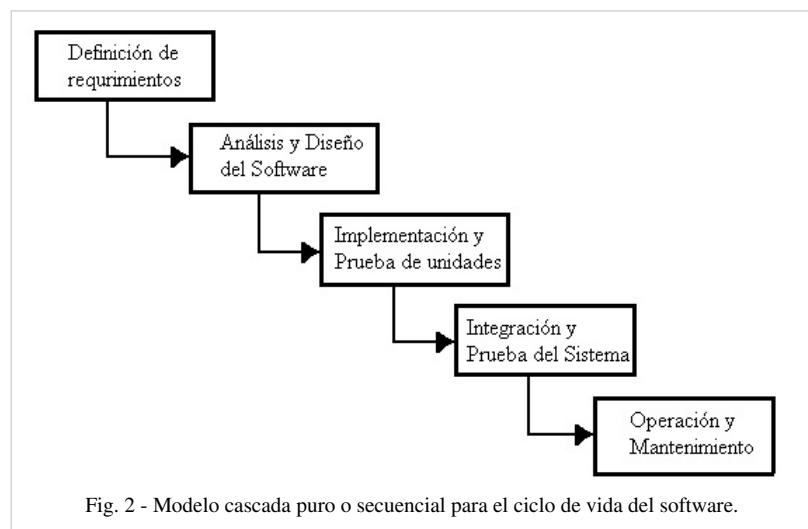 Definición de
requrimientos
Análisis y Diseño
del Software
Implementación y
Prueba de unidades
Integración y
Prueba del Sistema
Operación y
Mantenimiento
Fig. 2 - Modelo cascada puro o secuencial para el ciclo de vida del software.